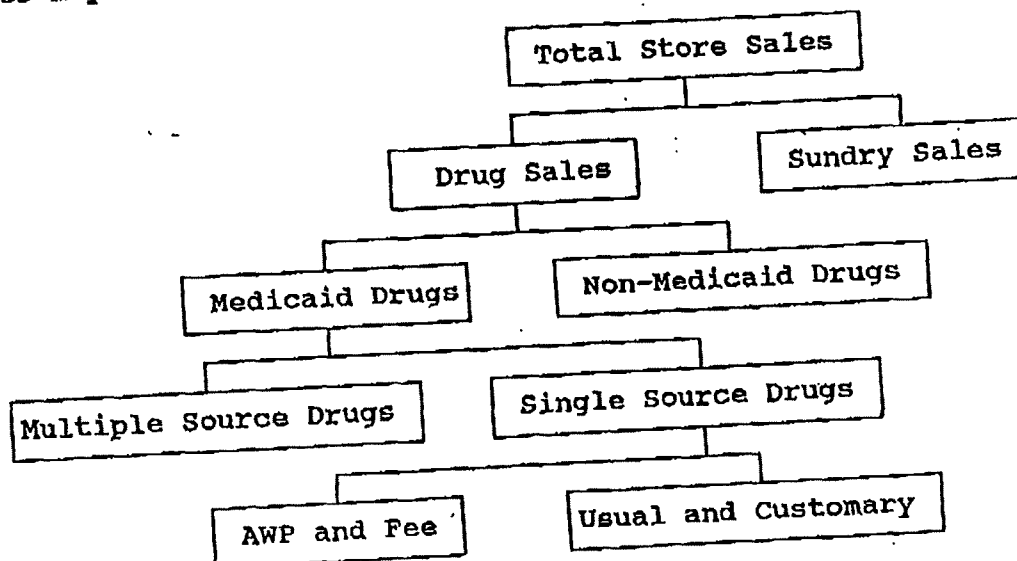 Total Store Sales
Drug Sales
Sundry Sales
Medicaid Drugs
Non-Medicaid Drugs
Multiple Source Drugs
Single Source Drugs
AWP and Fee
Usual and Customary